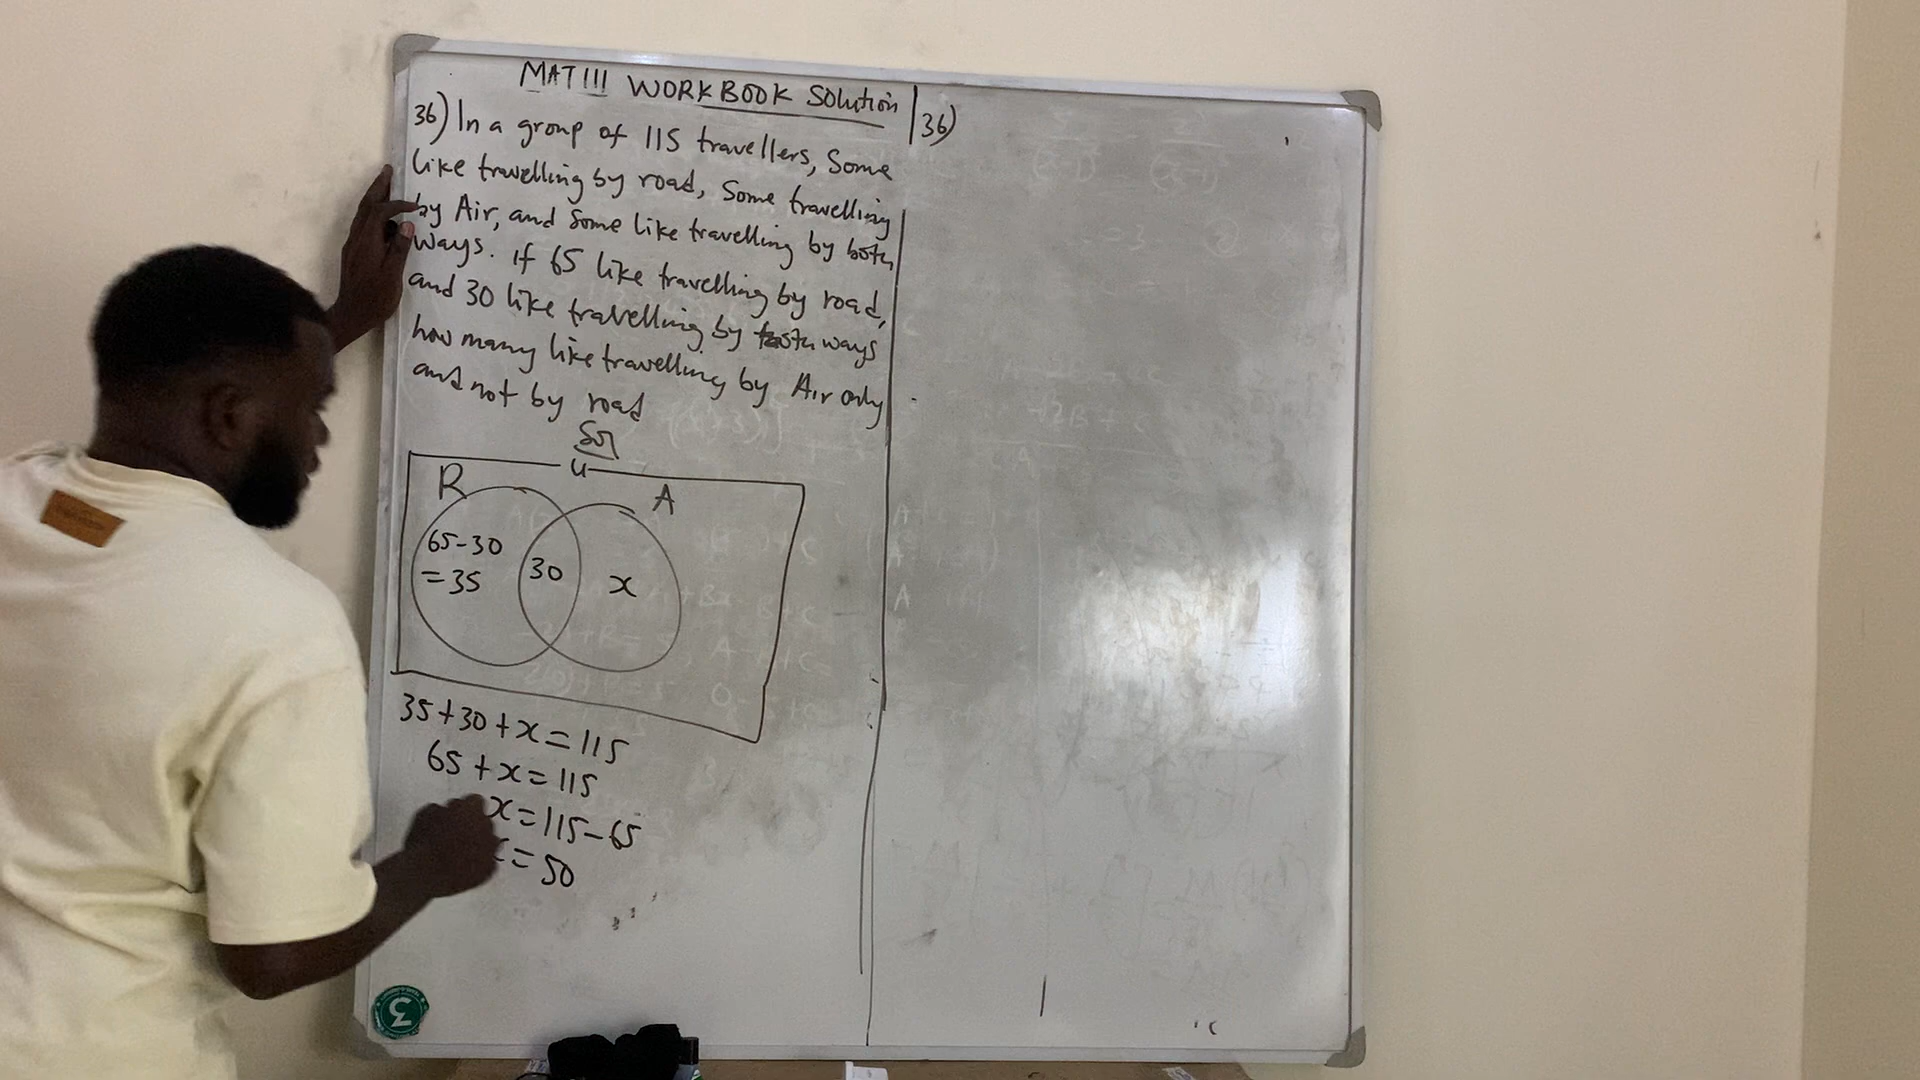 MAT111 WORKBOOK Solution
36) In a group of 115 travellers, Some
like travelling by road, Some travelling
by Air, and Some like travelling by both
ways. If 65 like travelling by road,
and 30 like travelling by both ways
how many like travelling by Air only
and not by road
Sol
U
R
A
65-30
=35
30
x
35+30+x=115
65+x=115
x=115-65
=50
36)